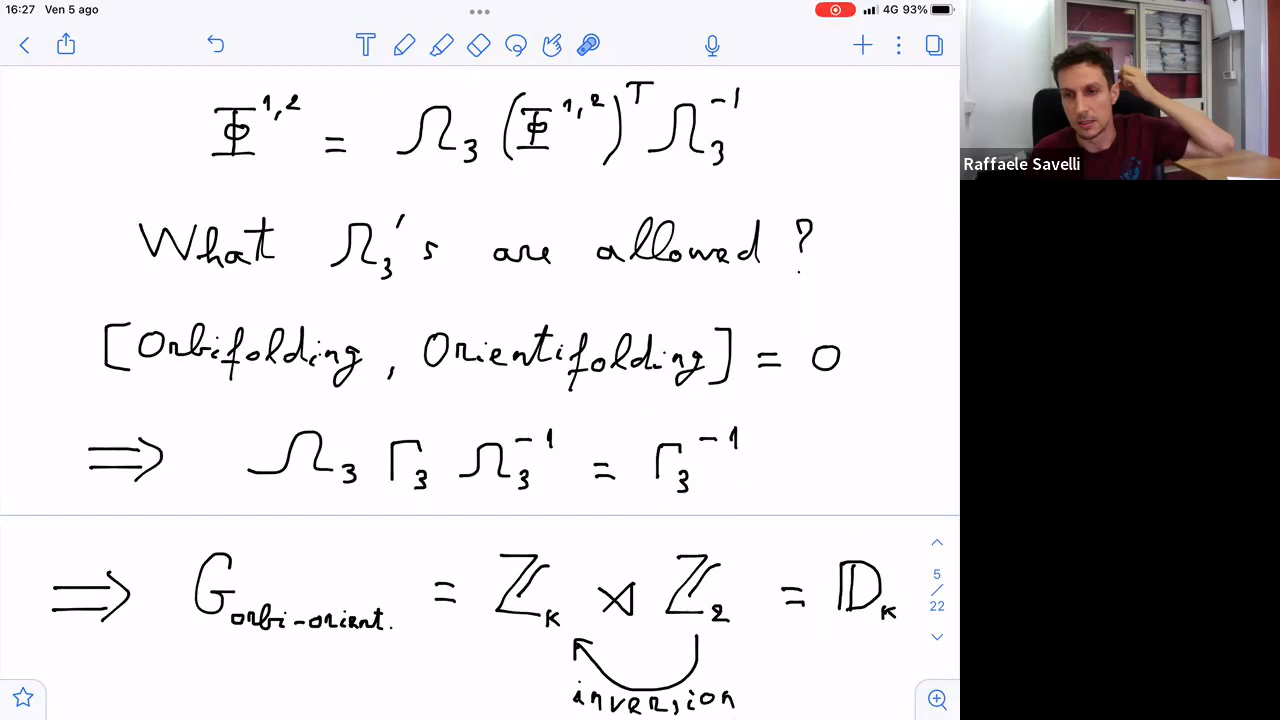 16:27 Ven 5 ago
4G 93%
Φ^{1,2} = Ω_3 (Φ^{1,2})^T Ω_3^{-1}
Raffaele Savelli
What Ω_3's are allowed ?
[Orbifolding, Orientifolding] = 0
⟹ Ω_3 Γ_3 Ω_3^{-1} = Γ_3^{-1}
⟹ G_{orbi-orient.} = ℤ_k ⋊ ℤ_2 = 𝔻_k
inversion
5
/
22